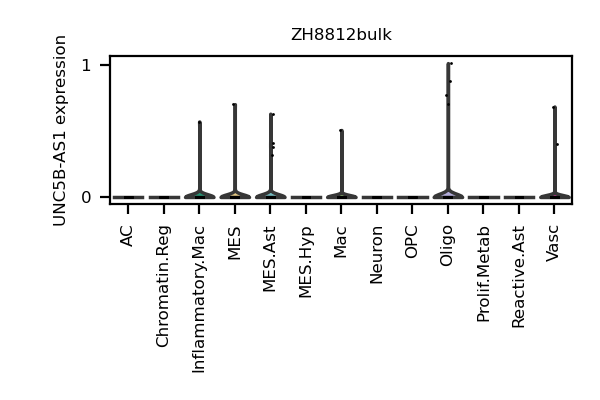 ZH8812bulk
UNC5B-AS1 expression
1
0
AC
Chromatin.Reg
Inflammatory.Mac
MES
MES.Ast
MES.Hyp
Mac
Neuron
OPC
Oligo
Prolif.Metab
Reactive.Ast
Vasc